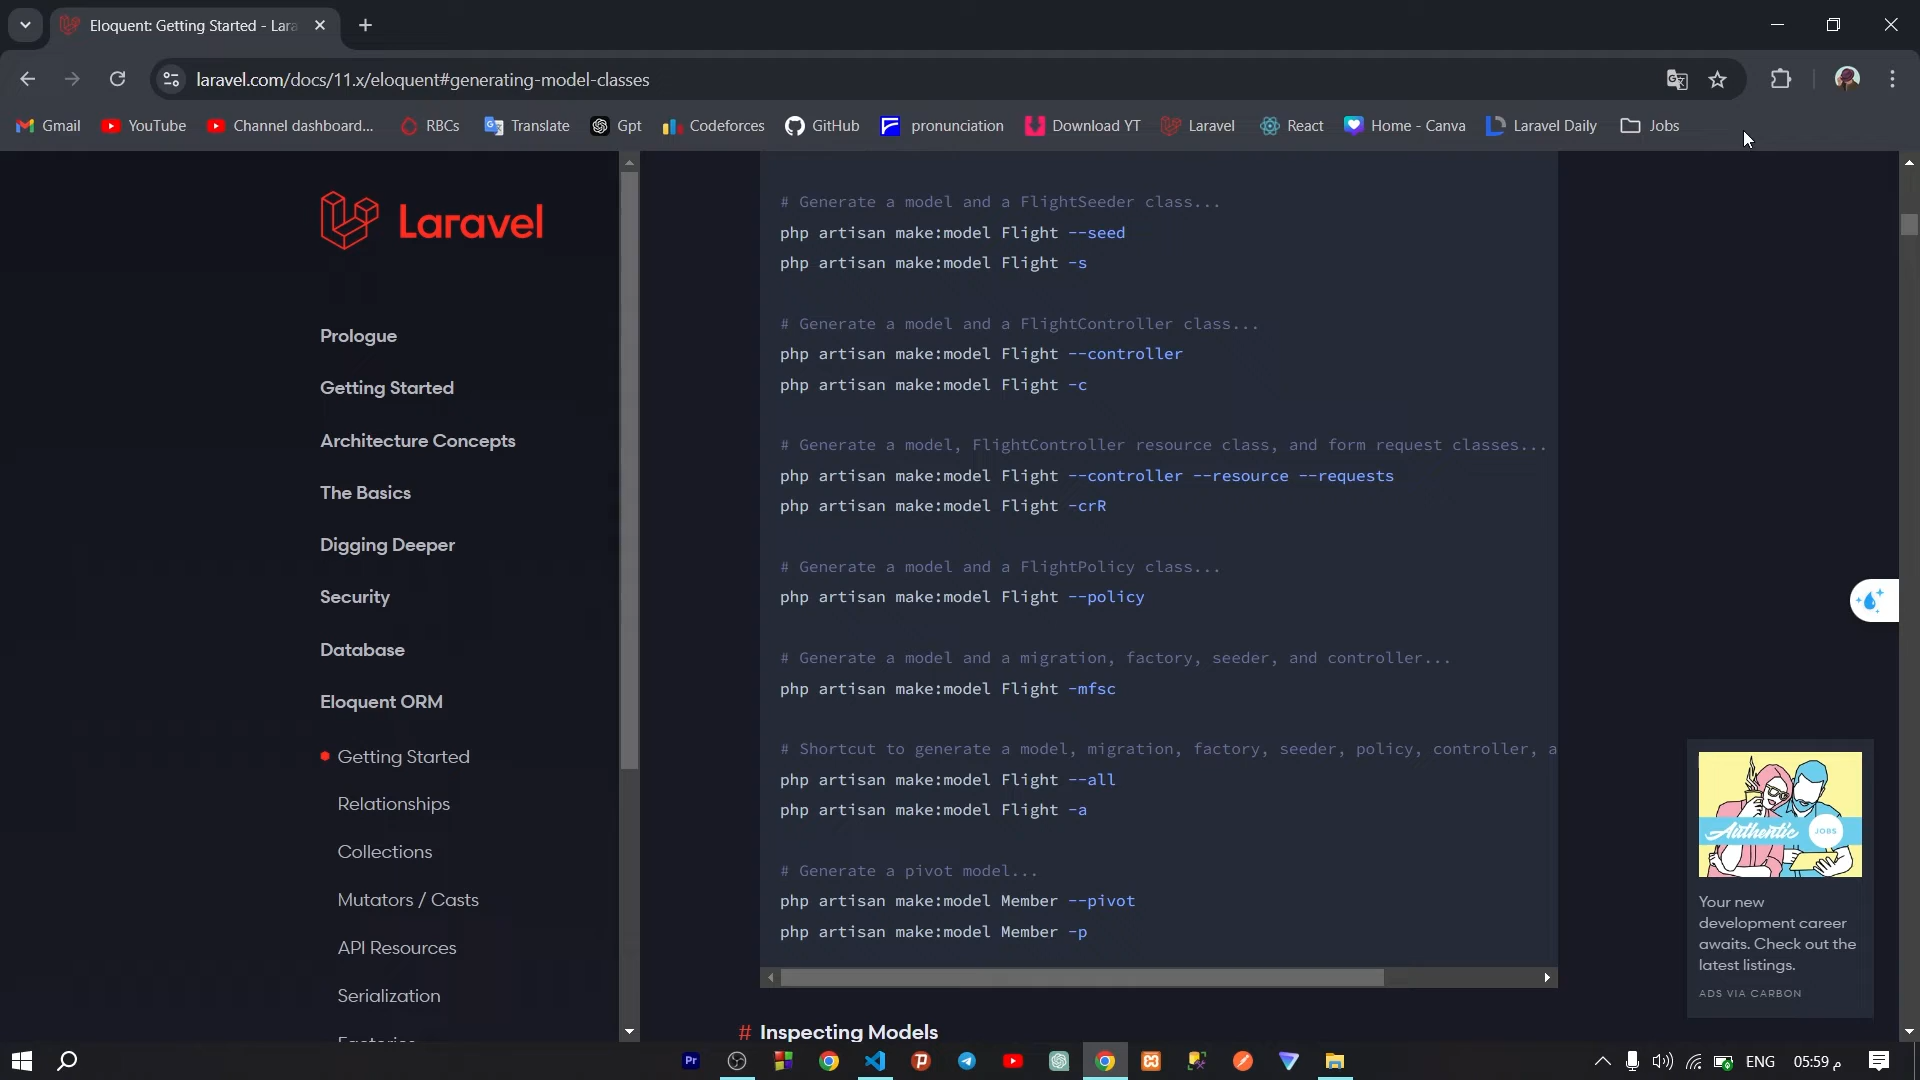 Eloquent: Getting Started - Lara
laravel.com/docs/11.x/eloquent#generating-model-classes
Gmail
YouTube
Channel dashboard...
RBCs
Translate
Gpt
Codeforces
GitHub
pronunciation
Download YT
Laravel
React
Home - Canva
Laravel Daily
Jobs
Laravel
Prologue
Getting Started
Architecture Concepts
The Basics
Digging Deeper
Security
Database
Eloquent ORM
Getting Started
Relationships
Collections
Mutators / Casts
API Resources
Serialization
Factories
# Generate a model and a FlightSeeder class...
php artisan make:model Flight --seed
php artisan make:model Flight -s
# Generate a model and a FlightController class...
php artisan make:model Flight --controller
php artisan make:model Flight -c
# Generate a model, FlightController resource class, and form request classes...
php artisan make:model Flight --controller --resource --requests
php artisan make:model Flight -crR
# Generate a model and a FlightPolicy class...
php artisan make:model Flight --policy
# Generate a model and a migration, factory, seeder, and controller...
php artisan make:model Flight -mfsc
# Shortcut to generate a model, migration, factory, seeder, policy, controller, a
php artisan make:model Flight --all
php artisan make:model Flight -a
# Generate a pivot model...
php artisan make:model Member --pivot
php artisan make:model Member -p
# Inspecting Models
Authentic JOBS
Your new
development career
awaits. Check out the
latest listings.
ADS VIA CARBON
Pr
ENG
05:59 م